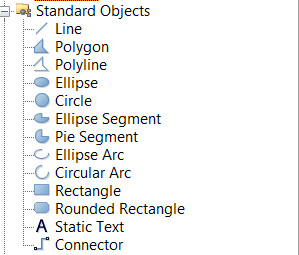 Standard Objects
Line
Polygon
Polyline
Ellipse
Circle
Ellipse Segment
Pie Segment
Ellipse Arc
Circular Arc
Rectangle
Rounded Rectangle
A Static Text
Connector